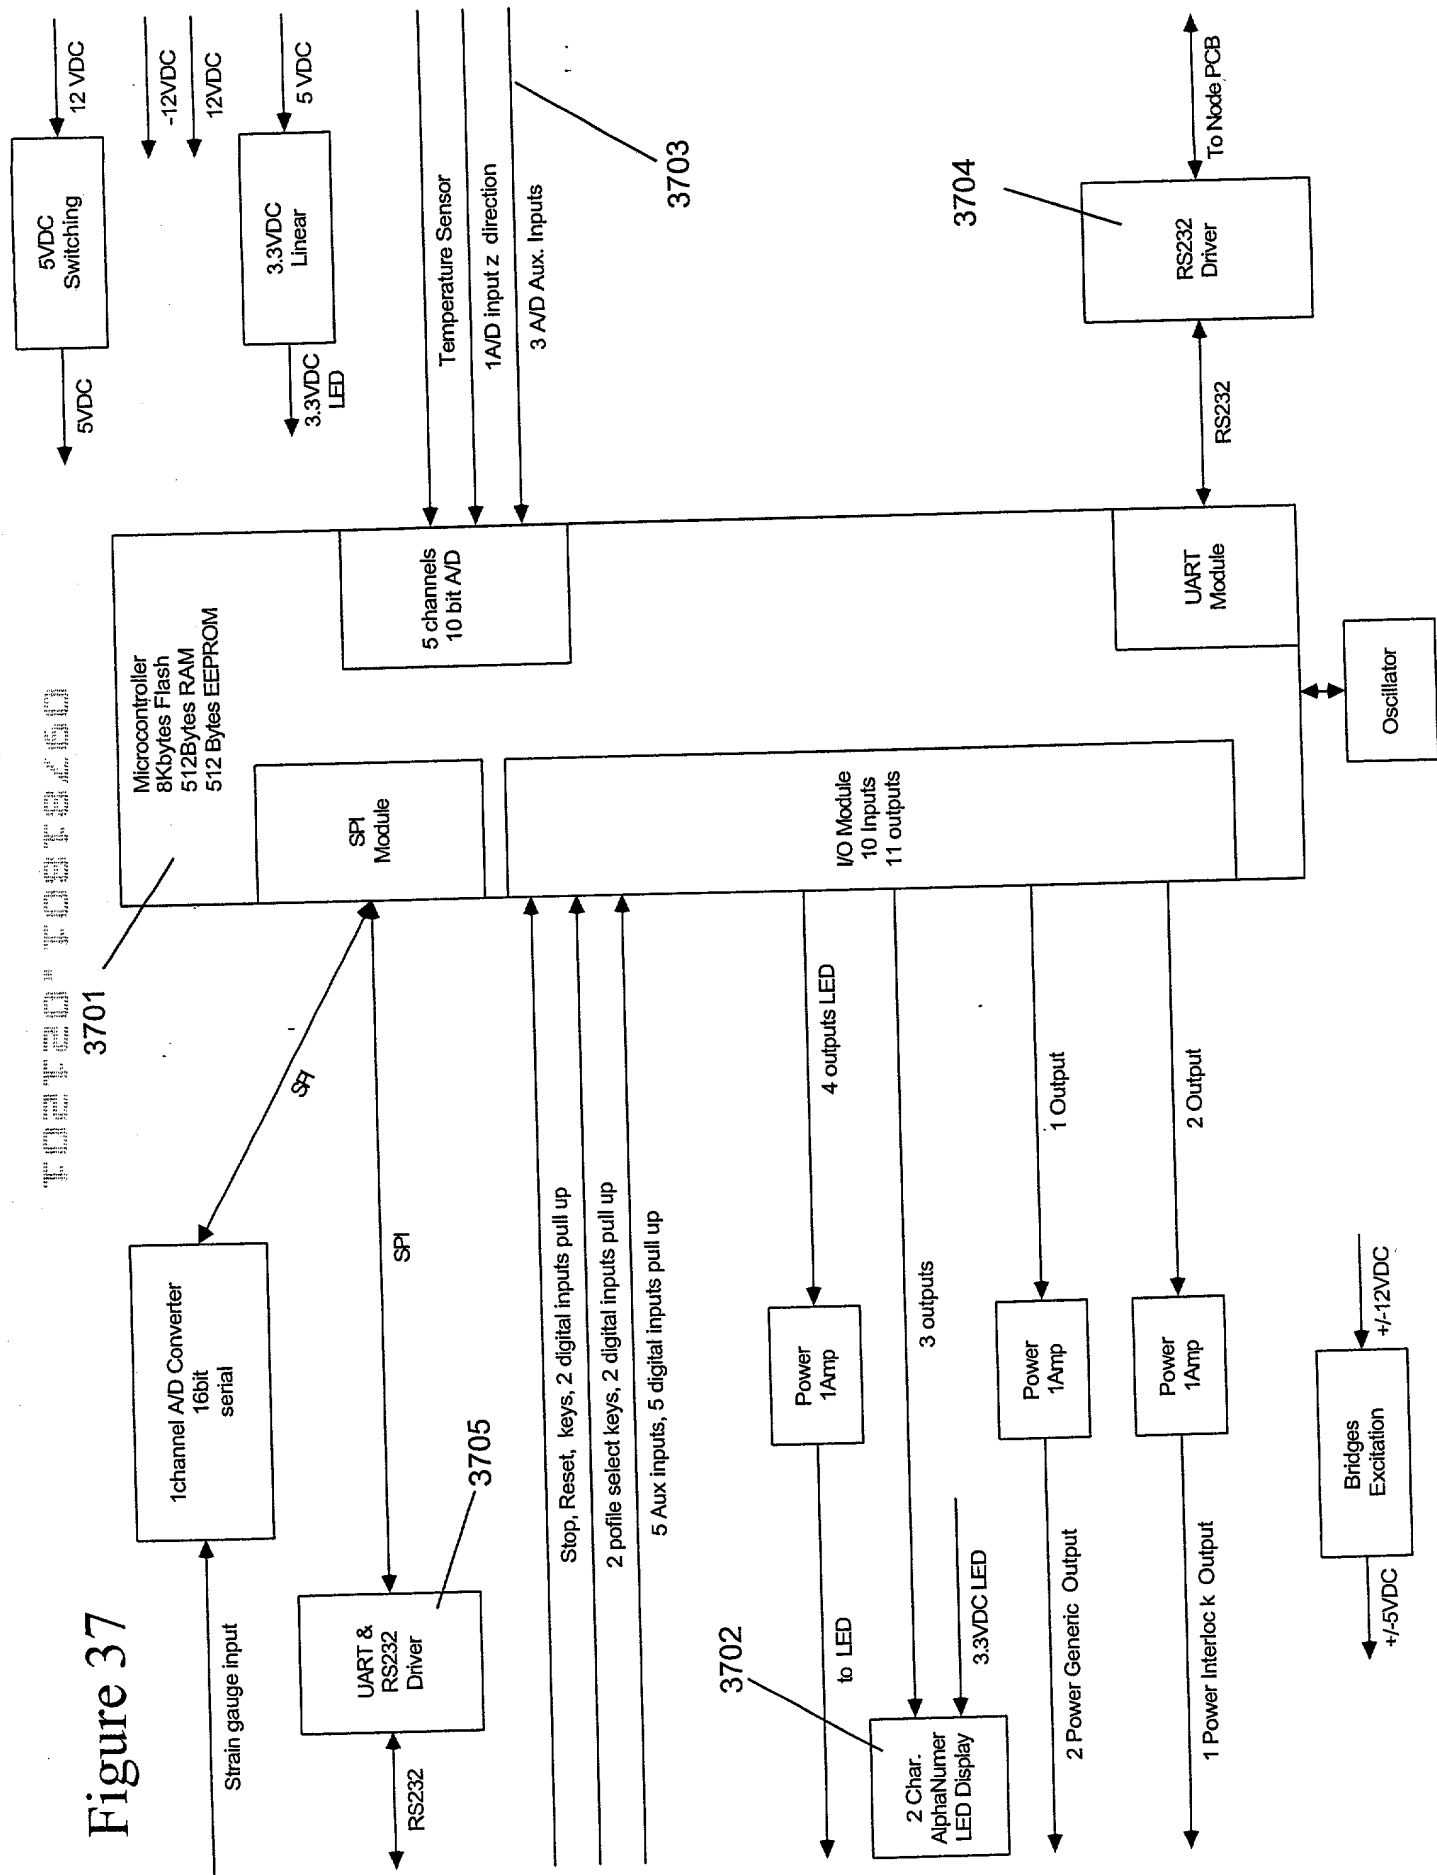 Figure 37
Strain gauge input
1channel A/D Converter
16bit
serial
SPI
3701
Microcontroller
8Kbytes Flash
512Bytes RAM
512 Bytes EEPROM
SPI
Module
5 channels
10 bit A/D
5VDC
5VDC
Switching
12 VDC
-12VDC
12VDC
3.3VDC
LED
3.3VDC
Linear
5 VDC
Temperature Sensor
1A/D input z direction
3 A/D Aux. Inputs
3703
RS232
UART &
RS232
Driver
3705
SPI
Stop, Reset, keys, 2 digital inputs pull up
2 pofile select keys, 2 digital inputs pull up
5 Aux inputs, 5 digital inputs pull up
I/O Module
10 Inputs
11 outputs
to LED
Power
1Amp
4 outputs LED
3702
2 Char.
AlphaNumer
LED Display
3.3VDC LED
3 outputs
2 Power Generic Output
Power
1Amp
1 Output
1 Power Interlock Output
Power
1Amp
2 Output
UART
Module
RS232
3704
RS232
Driver
To Node PCB
+/-5VDC
Bridges
Excitation
+/-12VDC
Oscillator